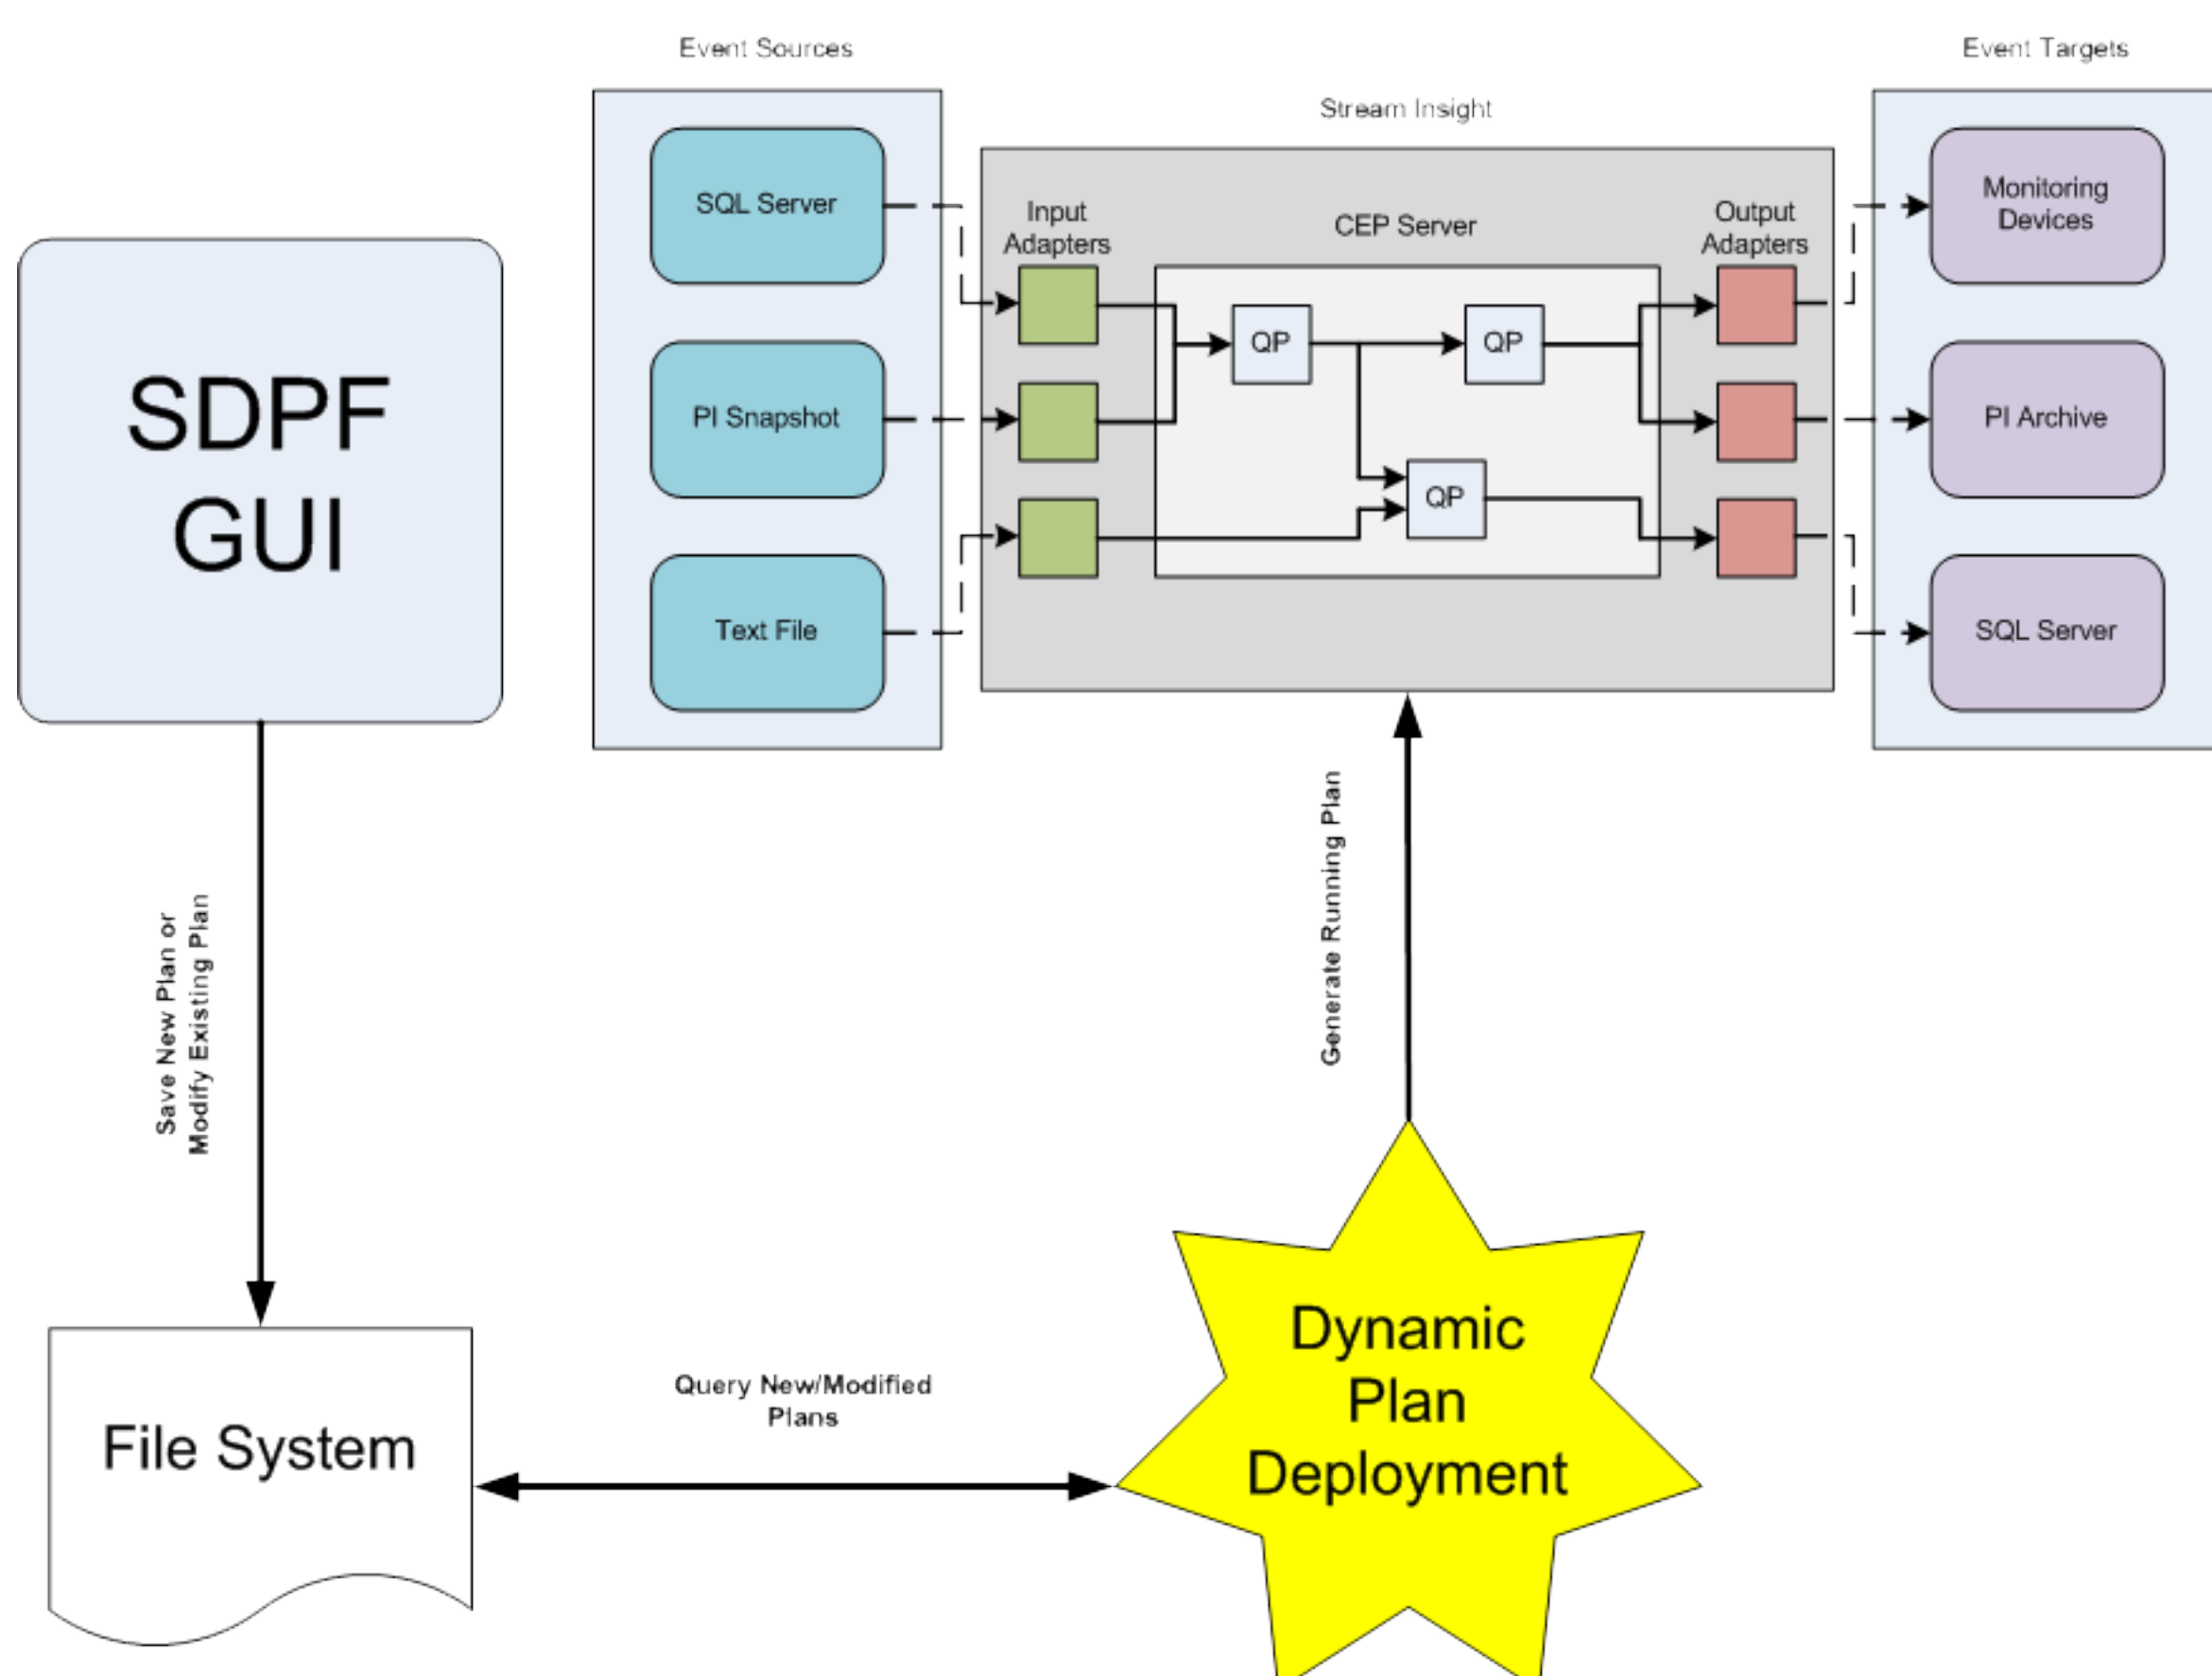 Event Sources
Event Targets
Stream Insight
SDPF
GUI
SQL Server
PI Snapshot
Text File
Input
Adapters
CEP Server
QP
QP
QP
Output
Adapters
Monitoring
Devices
PI Archive
SQL Server
Save New Plan or
Modify Existing Plan
Generate Running Plan
File System
Query New/Modified
Plans
Dynamic
Plan
Deployment